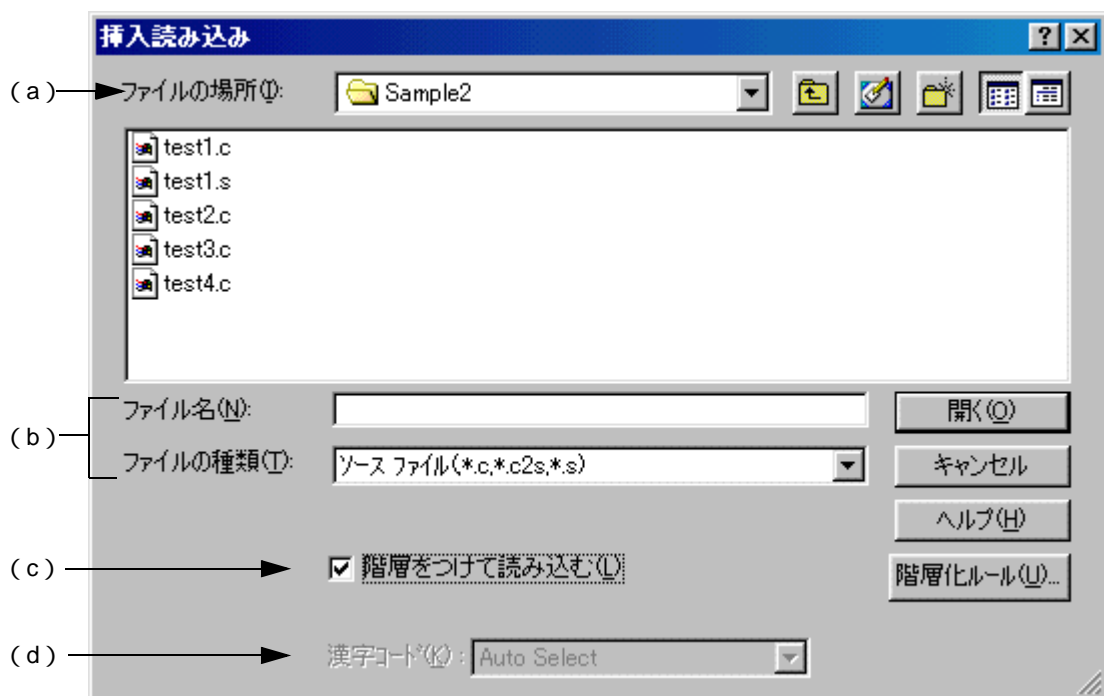 挿入読み込み
(a) ファイルの場所(I): Sample2
test1.c
test1.s
test2.c
test3.c
test4.c
(b)
ファイル名(N): 開く(O)
ファイルの種類(T): ソース ファイル(*.c,*.c2s,*.s) キャンセル
ヘルプ(H)
(c) 階層をつけて読み込む(L) 階層化ルール(U)...
(d) 漢字コード(K) : Auto Select